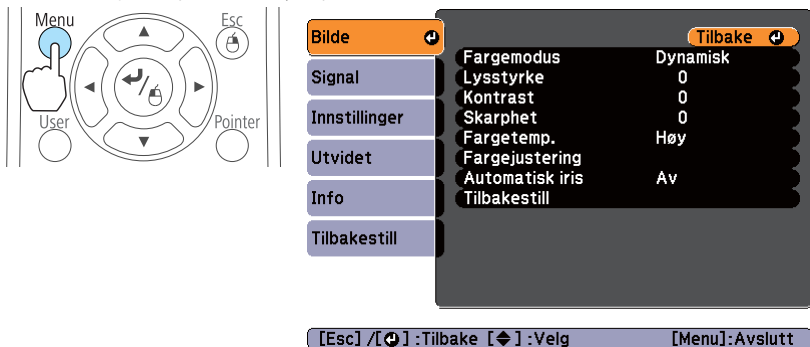 Menu
Esc
User
Pointer
Bilde
Signal
Innstillinger
Utvidet
Info
Tilbakestill
Tilbake
Fargemodus Dynamisk
Lysstyrke 0
Kontrast 0
Skarphet 0
Fargetemp. Høy
Fargejustering
Automatisk iris Av
Tilbakestill
[Esc] /[⏎] :Tilbake [◆] :Velg [Menu]:Avslutt